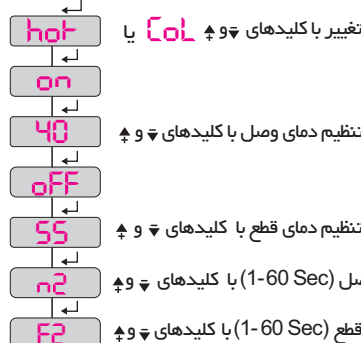 hot تغییر با کلیدهای و CoL یا
on
40 تنظیم دمای وصل با کلیدهای و
oFF
55 تنظیم دمای قطع با کلیدهای و
n2 (1-60 Sec) با کلیدهای و
F2 قطع (1-60 Sec) با کلیدهای و